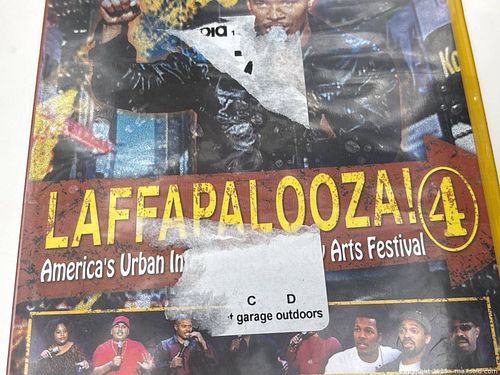 LAFFAPALOOZA! 4
America's Urban In Arts Festival
C D
garage outdoors